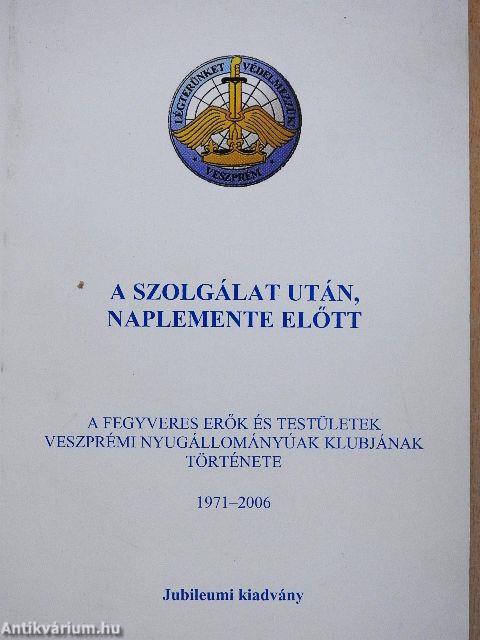 LÉGTERÜNKET VÉDELMEZZÜK!
VESZPRÉM
A SZOLGÁLAT UTÁN,
NAPLEMENTE ELŐTT
A FEGYVERES ERŐK ÉS TESTÜLETEK
VESZPRÉMI NYUGÁLLOMÁNYÚAK KLUBJÁNAK
TÖRTÉNETE
1971–2006
Jubileumi kiadvány
Antikvárium.hu